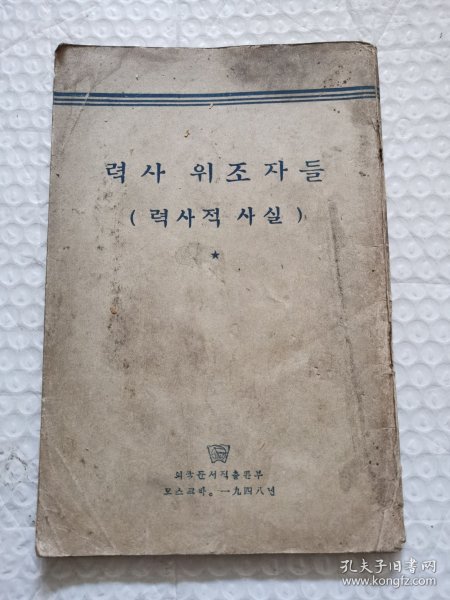 력사 위조자들
(력사적 사실)
★
외국문서적출판부
모스크바。一九四八년
孔夫子旧书网
www.kongfz.com